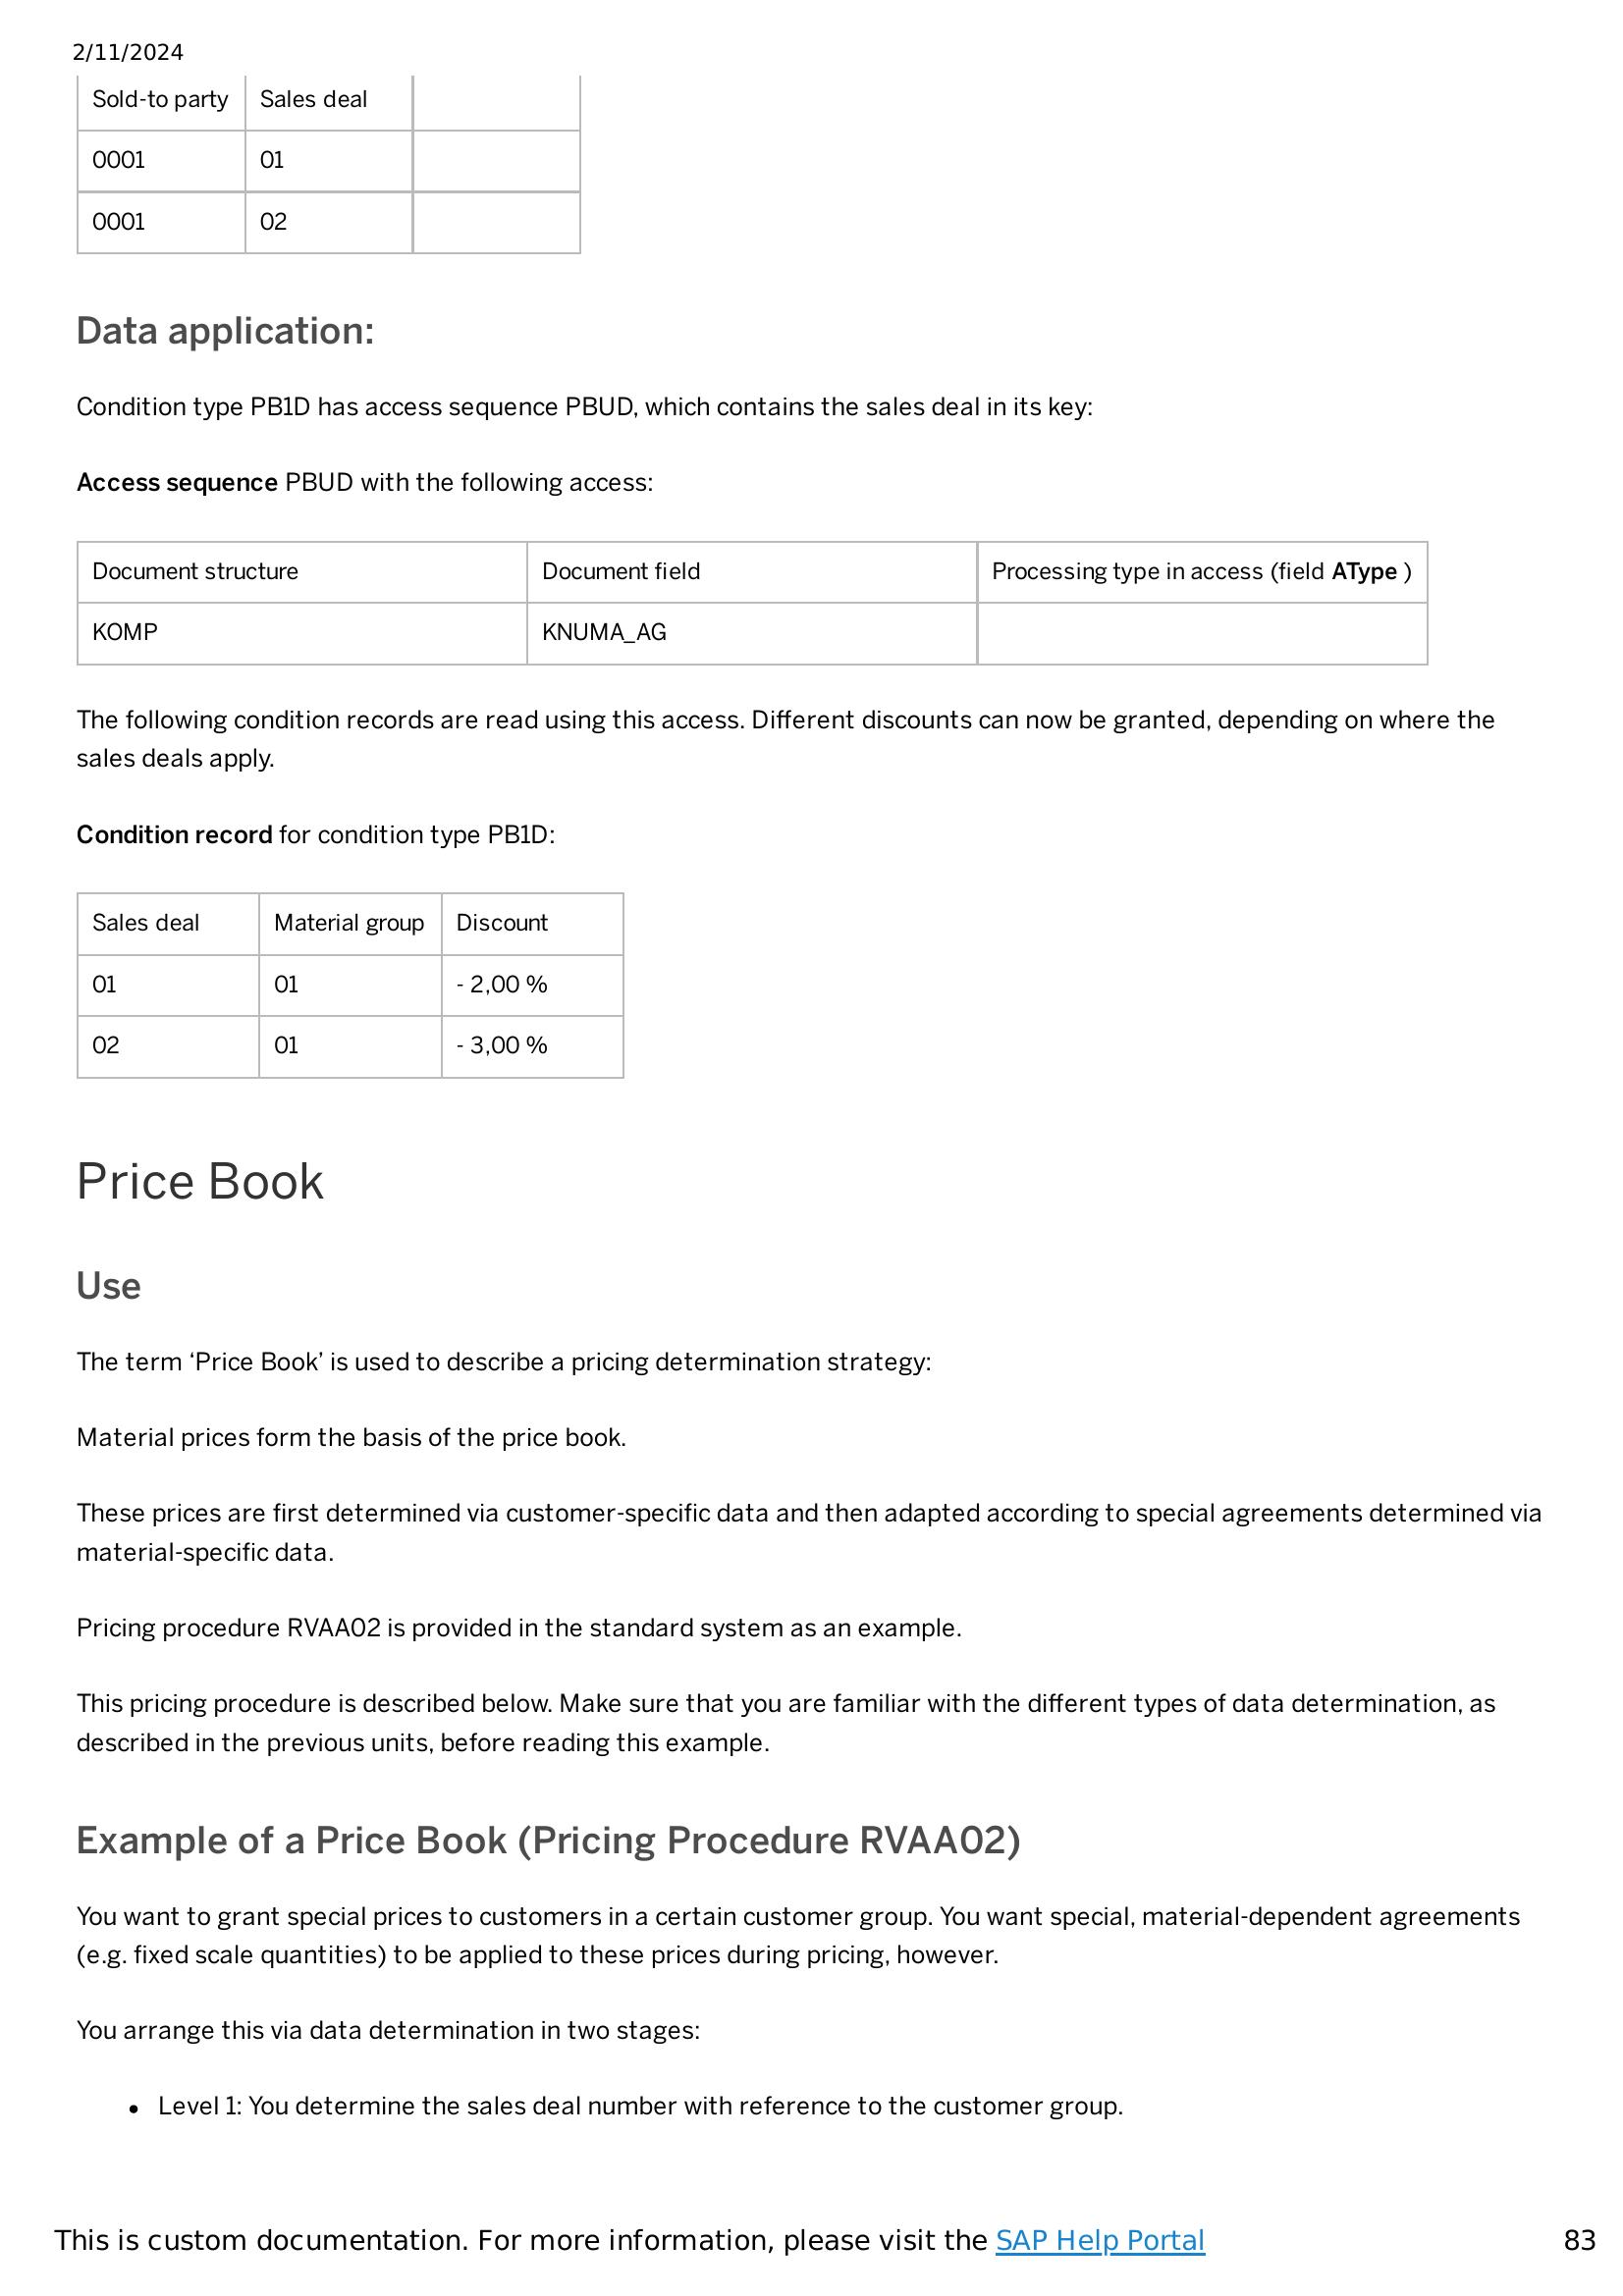 2/11/2024
Sold-to party Sales deal
0001 01
0001 02
Data application:
Condition type PB1D has access sequence PBUD, which contains the sales deal in its key:
Access sequence PBUD with the following access:
Document structure Document field Processing type in access (field AType )
KOMP KNUMA_AG
The following condition records are read using this access. Different discounts can now be granted, depending on where the
sales deals apply.
Condition record for condition type PB1D:
Sales deal Material group Discount
01 01 - 2,00 %
02 01 - 3,00 %
Price Book
Use
The term ‘Price Book’ is used to describe a pricing determination strategy:
Material prices form the basis of the price book.
These prices are first determined via customer-specific data and then adapted according to special agreements determined via
material-specific data.
Pricing procedure RVAA02 is provided in the standard system as an example.
This pricing procedure is described below. Make sure that you are familiar with the different types of data determination, as
described in the previous units, before reading this example.
Example of a Price Book (Pricing Procedure RVAA02)
You want to grant special prices to customers in a certain customer group. You want special, material-dependent agreements
(e.g. fixed scale quantities) to be applied to these prices during pricing, however.
You arrange this via data determination in two stages:
• Level 1: You determine the sales deal number with reference to the customer group.
This is custom documentation. For more information, please visit the SAP Help Portal 83